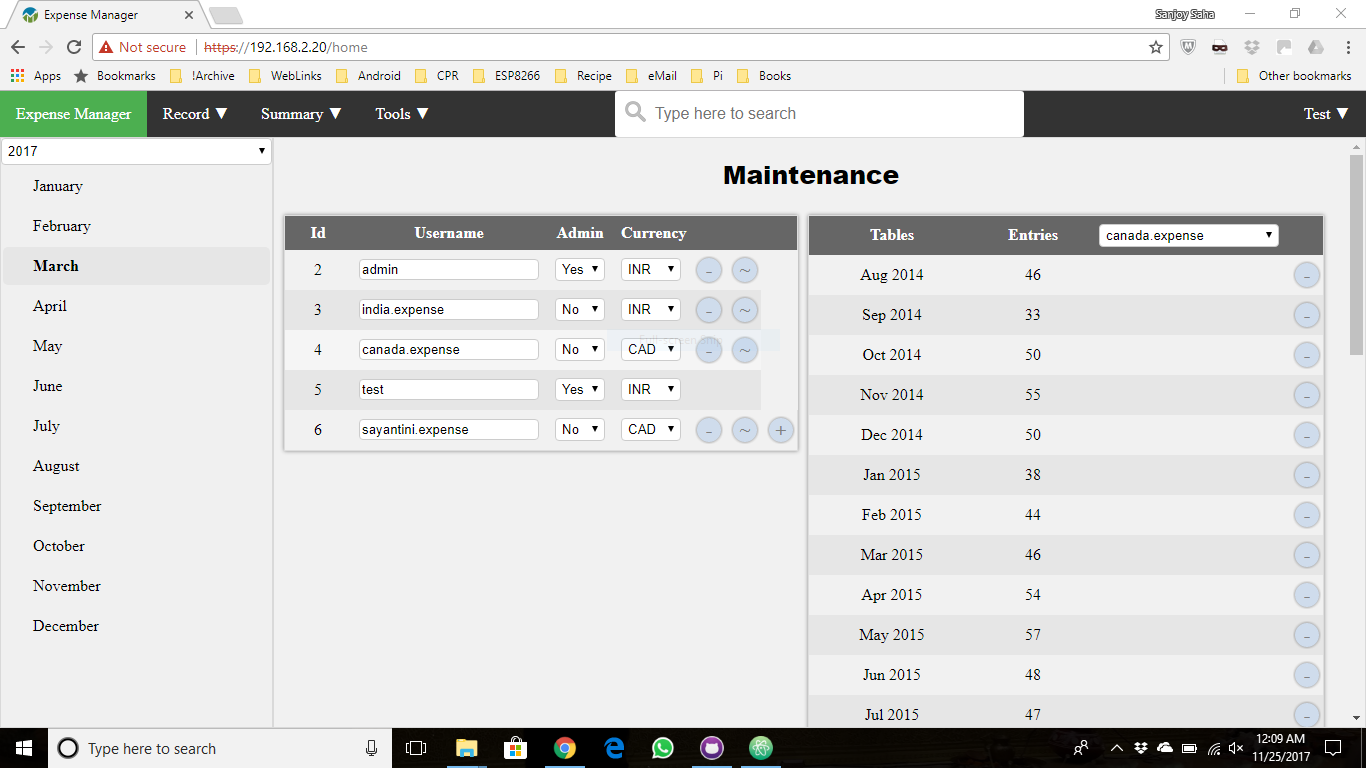 Expense Manager
Sanjoy Saha
Not secure https://192.168.2.20/home
Apps Bookmarks !Archive WebLinks Android CPR ESP8266 Recipe eMail Pi Books Other bookmarks
Expense Manager Record ▼ Summary ▼ Tools ▼ Type here to search Test ▼
2017
January
February
March
April
May
June
July
August
September
October
November
December
Maintenance
Id Username Admin Currency
2 admin Yes INR - ~
3 india.expense No INR - ~
4 canada.expense No CAD - ~
5 test Yes INR
6 sayantini.expense No CAD - ~ +
Tables Entries canada.expense
Aug 2014 46 -
Sep 2014 33 -
Oct 2014 50 -
Nov 2014 55 -
Dec 2014 50 -
Jan 2015 38 -
Feb 2015 44 -
Mar 2015 46 -
Apr 2015 54 -
May 2015 57 -
Jun 2015 48 -
Jul 2015 47 -
Type here to search
12:09 AM
11/25/2017